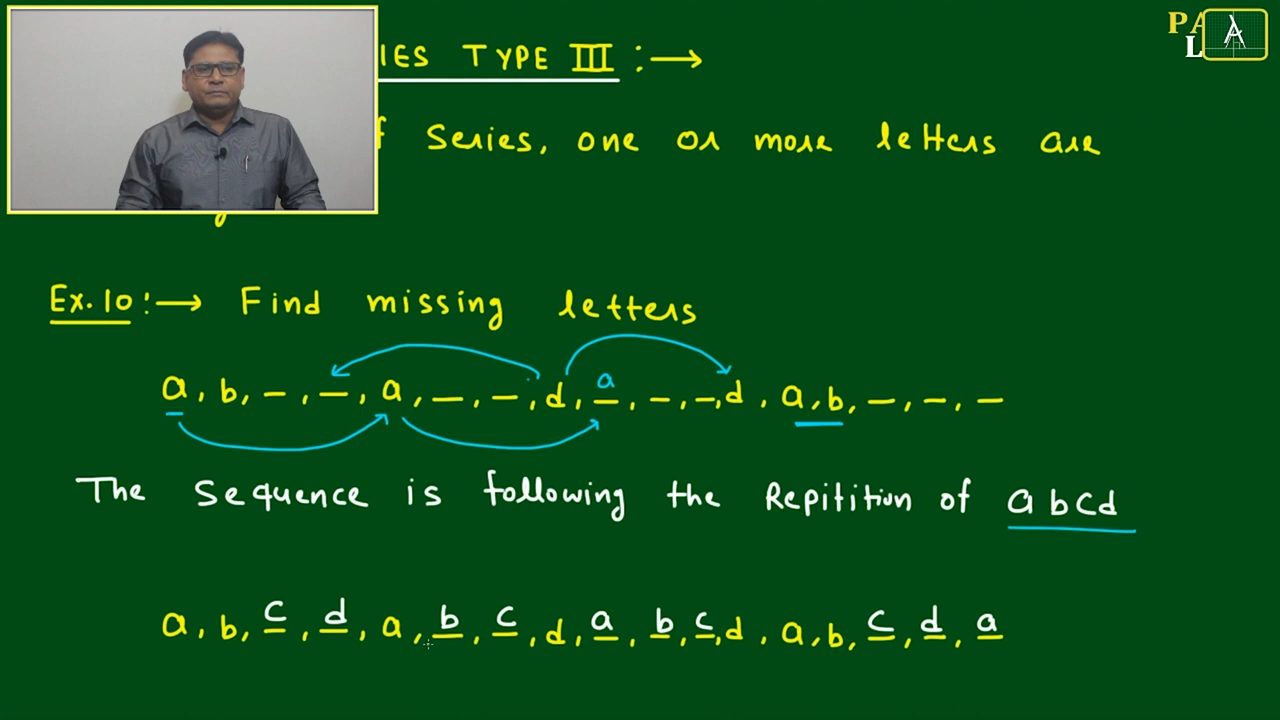 PA
L
IES TYPE III :→
f Series, one or more letters are
Ex. 10 :→ Find missing letters
a, b, –, –, a, –, –, d, a, –, –, d, a, b, –, –, –
The Sequence is following the Repitition of abcd
a, b, c, d, a, b, c, d, a, b, c, d, a, b, c, d, a